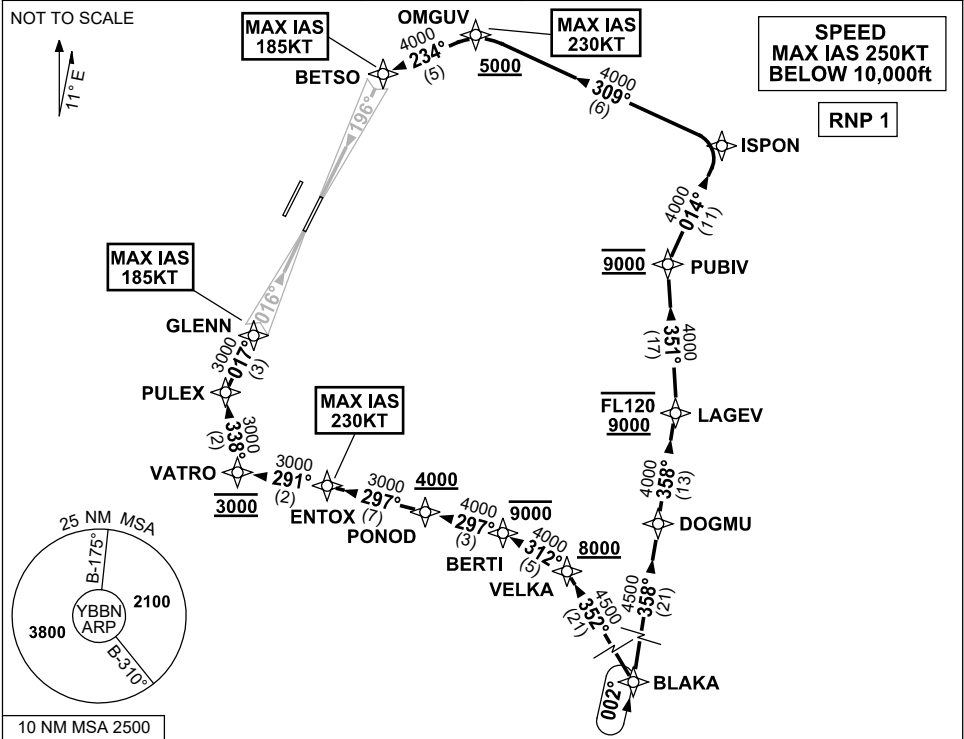 NOT TO SCALE
11° E
MAX IAS
185KT
OMGUV
MAX IAS
230KT
SPEED
MAX IAS 250KT
BELOW 10,000ft
RNP 1
BETSO
4000
234°
(5)
5000
4000
309°
(6)
ISPON
196°
4000
014°
(11)
9000
PUBIV
MAX IAS
185KT
016°
GLENN
4000
351°
(17)
3000
017°
(3)
PULEX
MAX IAS
230KT
FL120
9000
LAGEV
3000
338°
(2)
VATRO
3000
3000
291°
(2)
ENTOX
3000
297°
(7)
4000
PONOD
4000
297°
(3)
9000
BERTI
4000
312°
(5)
8000
VELKA
4000
358°
(13)
DOGMU
4500
352°
(21)
4500
358°
(21)
BLAKA
002°
25 NM MSA
B-175°
YBBN
ARP
2100
3800
B-310°
10 NM MSA 2500